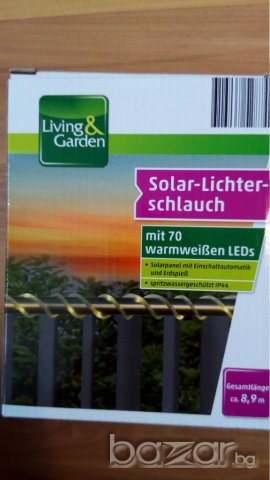 Living &
Garden
Solar-Lichter-
schlauch
mit 70
warmweißen LEDs
• Solarpanel mit Einschaltautomatik
und Erdspieß
• spritzwassergeschützt IP44
Gesamtlänge
ca. 8,9 m
bazar.bg